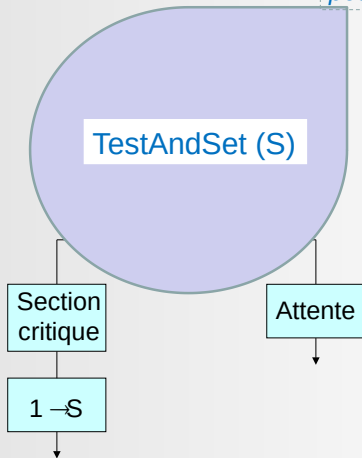 TestAndSet (S)
Section
critique
Attente
1 →S